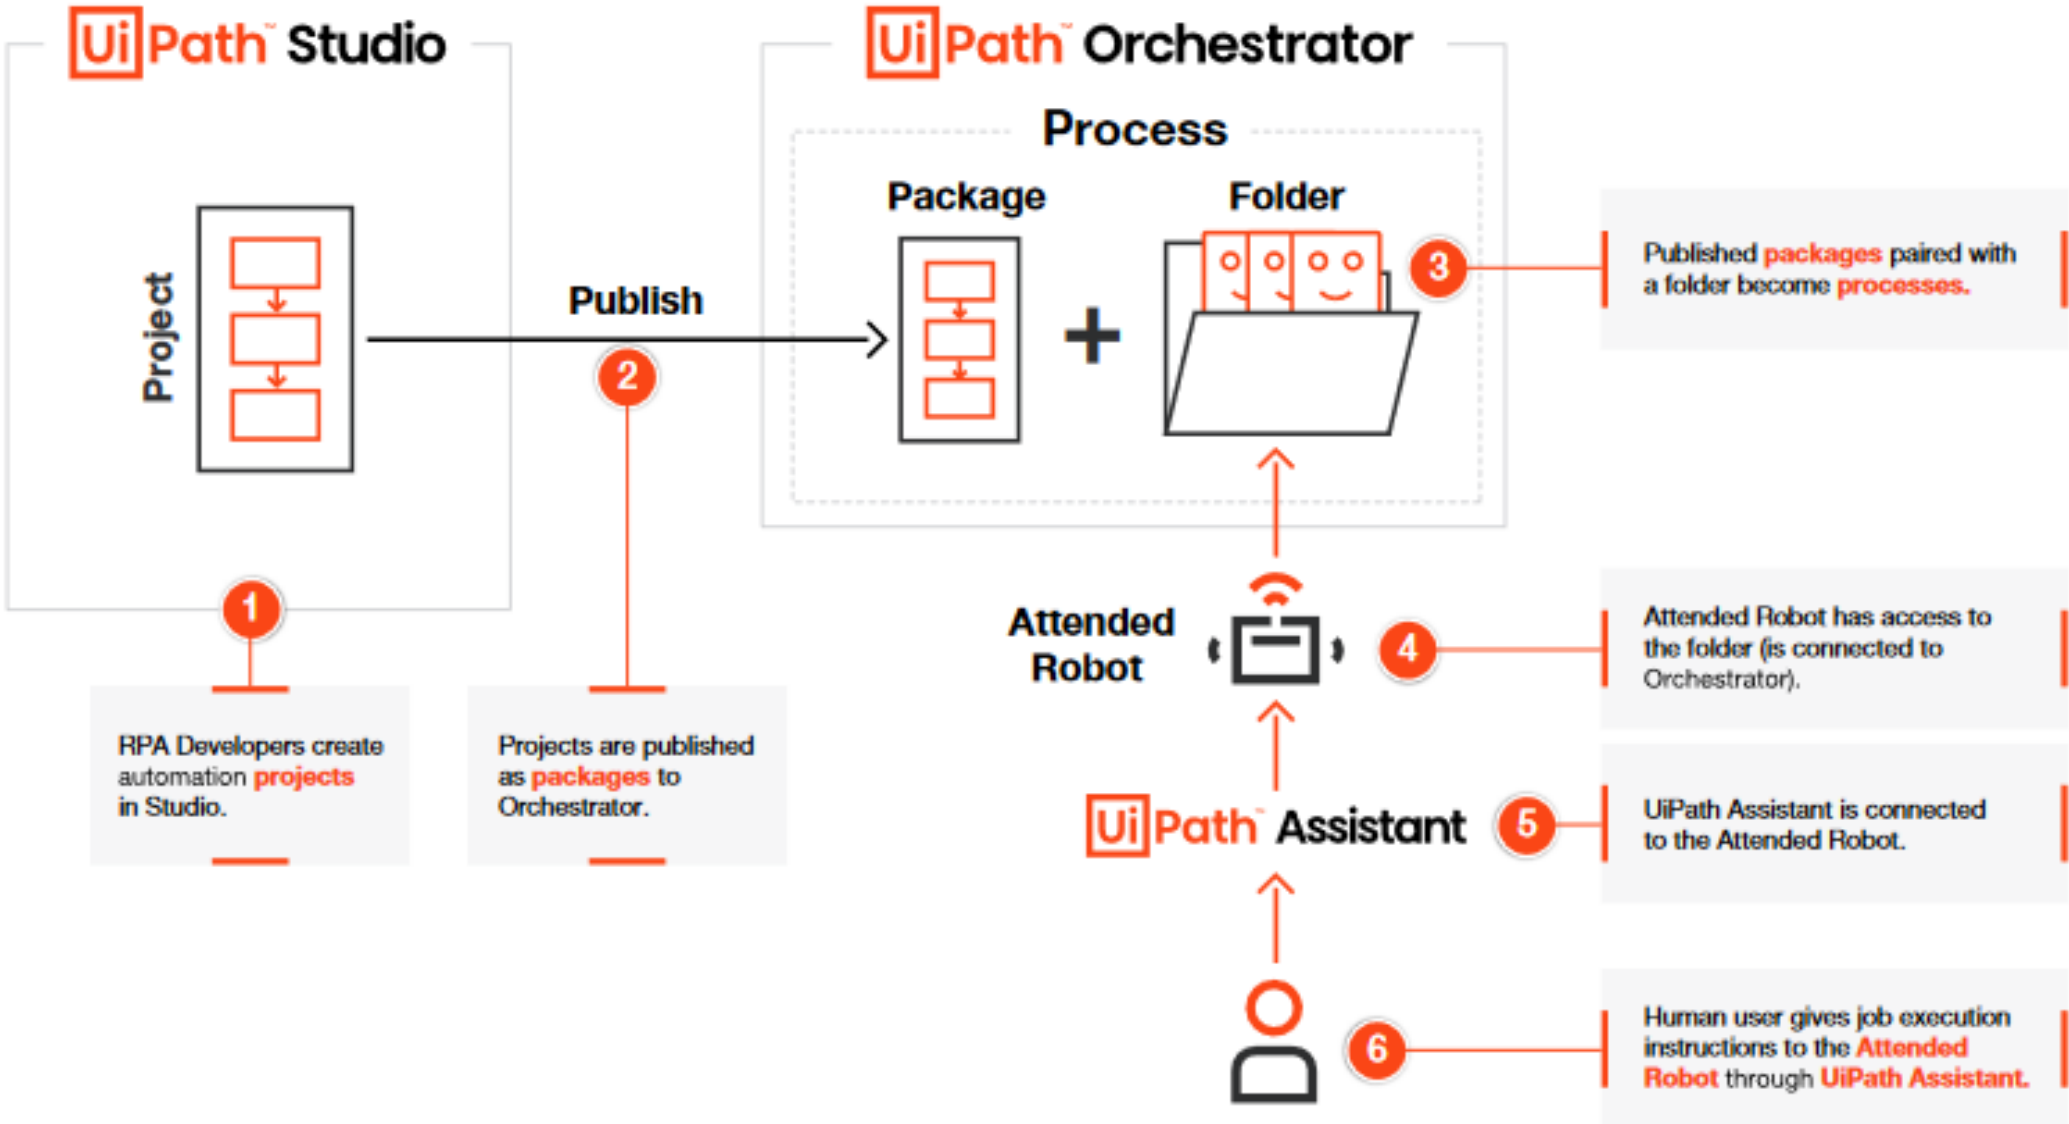 UiPath™ Studio
UiPath™ Orchestrator
Process
Package
Folder
Project
Publish
1
2
3
Published packages paired with
a folder become processes.
Attended
Robot
4
Attended Robot has access to
the folder (is connected to
Orchestrator).
RPA Developers create
automation projects
in Studio.
Projects are published
as packages to
Orchestrator.
UiPath™ Assistant
5
UiPath Assistant is connected
to the Attended Robot.
6
Human user gives job execution
instructions to the Attended
Robot through UiPath Assistant.